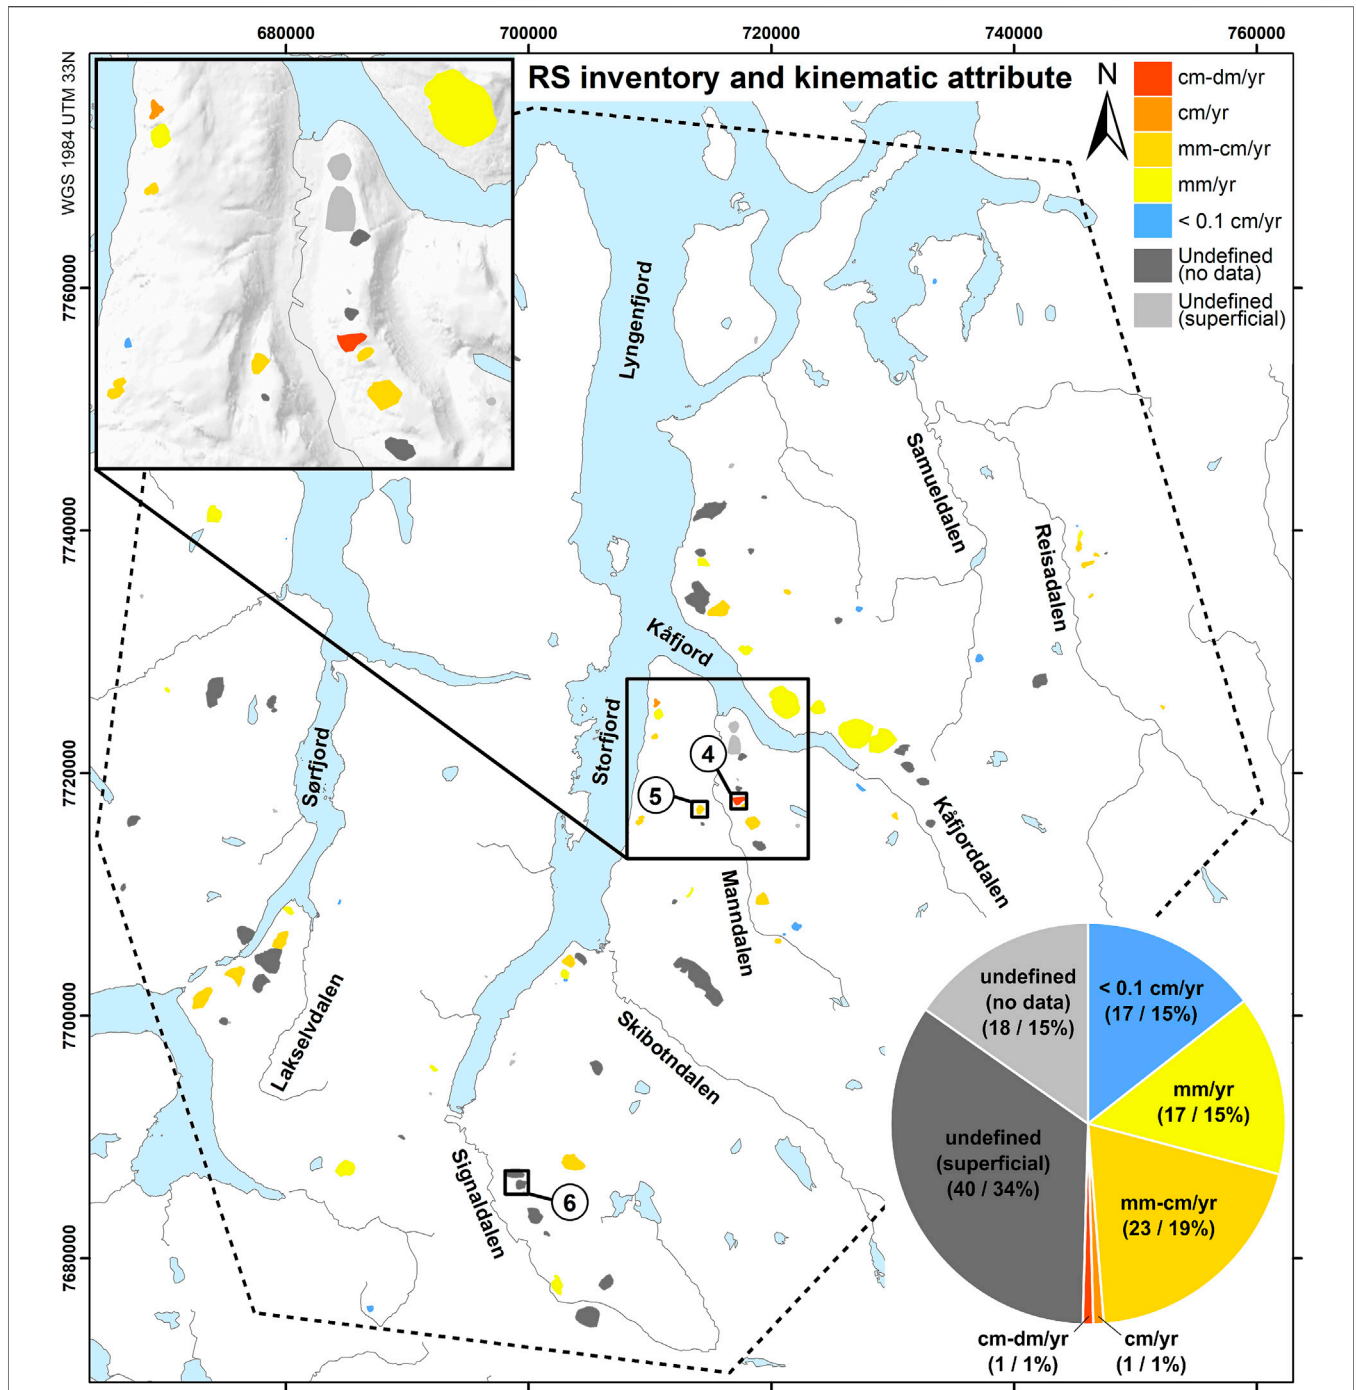 680000
700000
720000
740000
760000
WGS 1984 UTM 33N
RS inventory and kinematic attribute
N
cm-dm/yr
cm/yr
mm-cm/yr
mm/yr
< 0.1 cm/yr
Undefined
(no data)
Undefined
(superficial)
7760000
7740000
7720000
7700000
7680000
Lyngenfjord
Samueldalen
Reisadalen
Kåfjord
Storfjord
Sørfjord
4
5
Kåfjorddalen
Manndalen
Lakselvdalen
Skibotndalen
Signaldalen
6
undefined
(no data)
(18 / 15%)
< 0.1 cm/yr
(17 / 15%)
mm/yr
(17 / 15%)
undefined
(superficial)
(40 / 34%)
mm-cm/yr
(23 / 19%)
cm-dm/yr
(1 / 1%)
cm/yr
(1 / 1%)